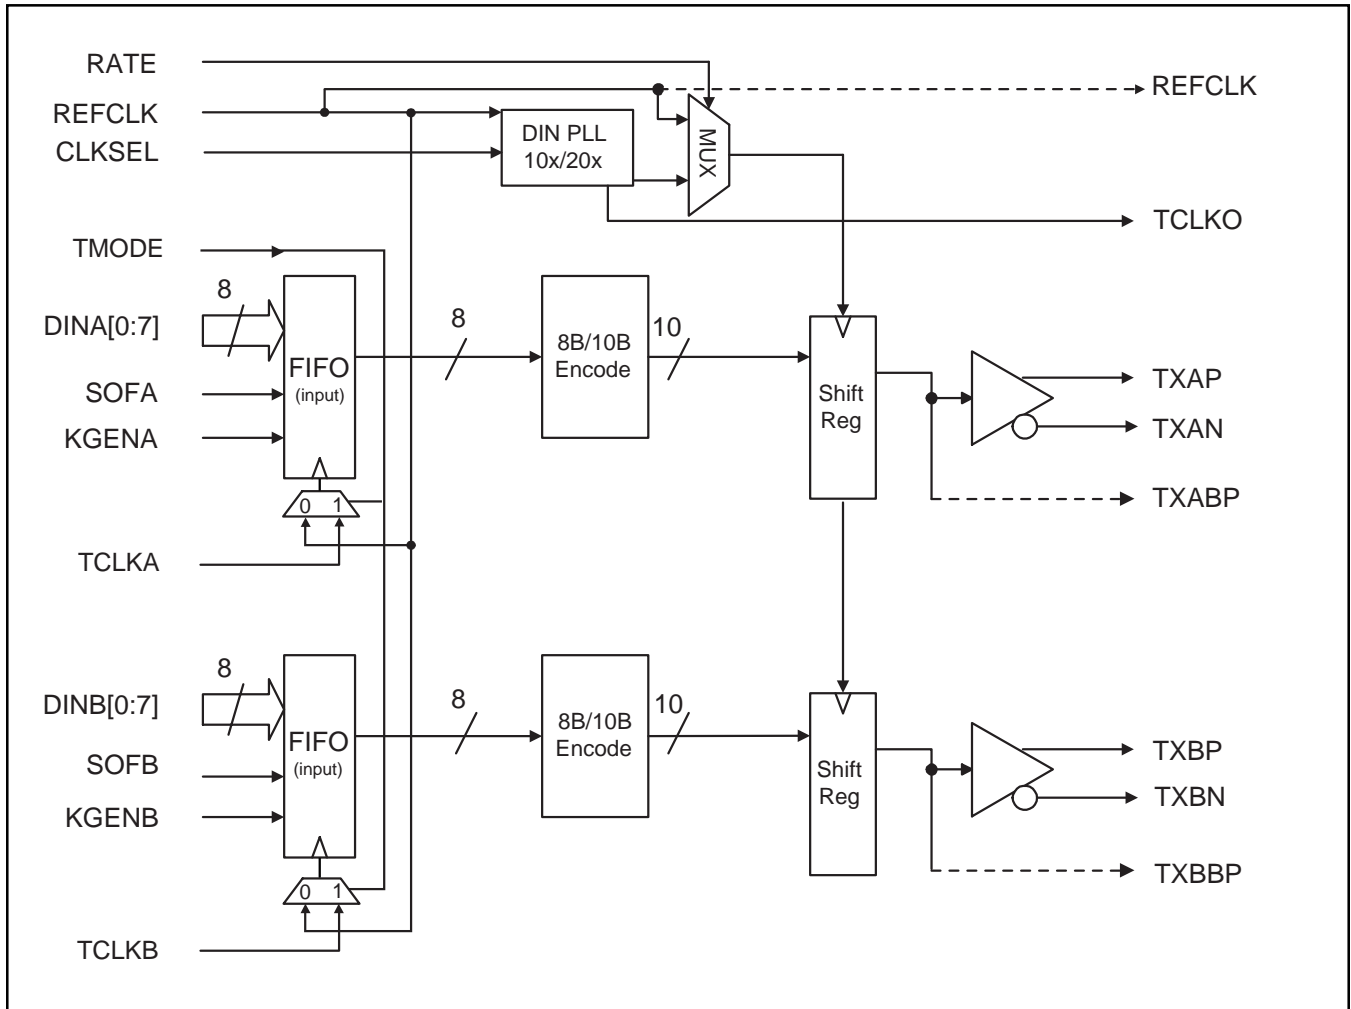 RATE
REFCLK
CLKSEL
REFCLK
DIN PLL
10x/20x
MUX
TCLKO
TMODE
8
DINA[0:7]
SOFA
KGENA
FIFO
(input)
0 1
TCLKA
8
8B/10B
Encode
10
Shift
Reg
TXAP
TXAN
TXABP
8
DINB[0:7]
SOFB
KGENB
FIFO
(input)
0 1
TCLKB
8
8B/10B
Encode
10
Shift
Reg
TXBP
TXBN
TXBBP